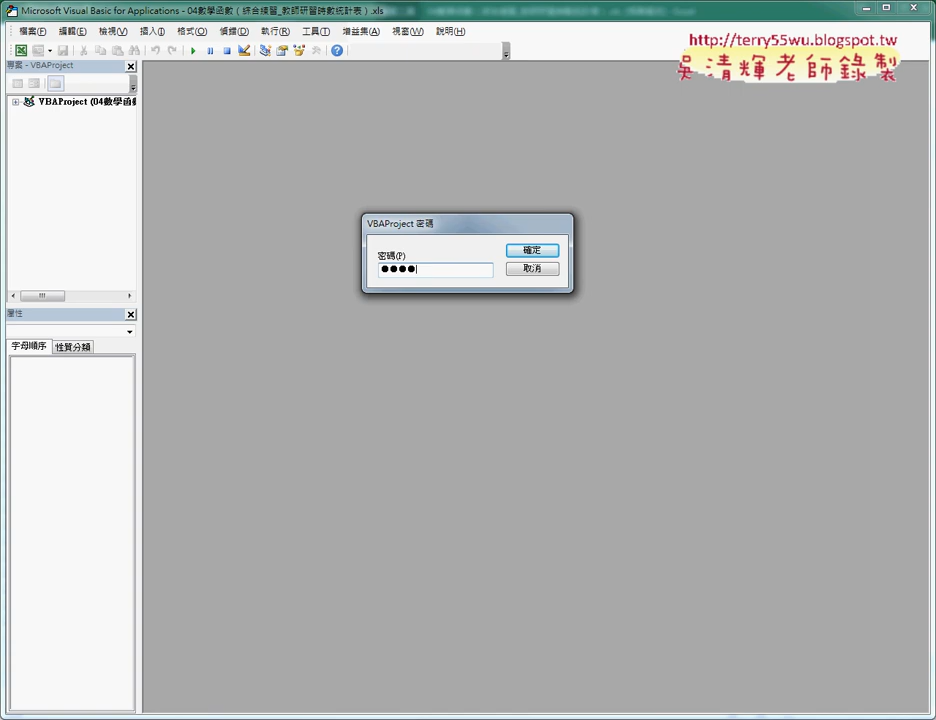 Microsoft Visual Basic for Applications - 04數學函數（綜合練習_教師研習時數統計表）.xls
檔案(F) 編輯(E) 檢視(V) 插入(I) 格式(O) 偵錯(D) 執行(R) 工具(T) 增益集(A) 視窗(W) 說明(H)
http://terry55wu.blogspot.tw
吳清輝老師錄製
專案 - VBAProject
VBAProject (04數學函數
VBAProject 密碼
密碼(P)
確定
取消
屬性
字母順序 性質分類